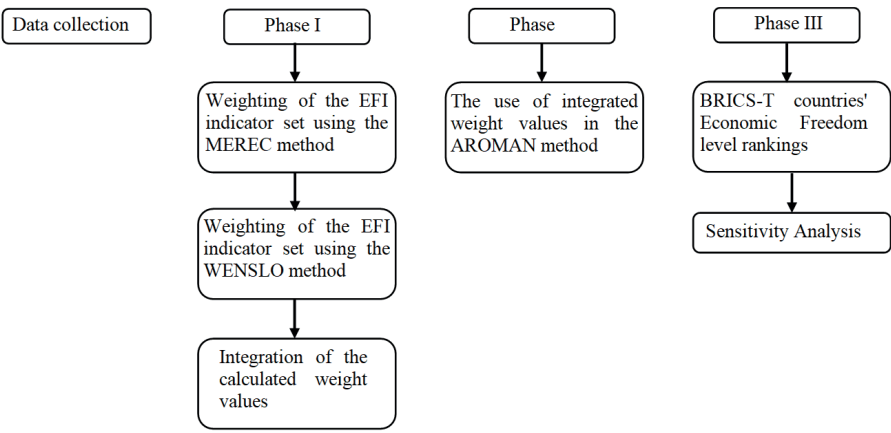 Data collection
Phase I
Weighting of the EFI
indicator set using the
MEREC method
Weighting of the EFI
indicator set using the
WENSLO method
Integration of the
calculated weight
values
Phase
The use of integrated
weight values in the
AROMAN method
Phase III
BRICS-T countries'
Economic Freedom
level rankings
Sensitivity Analysis